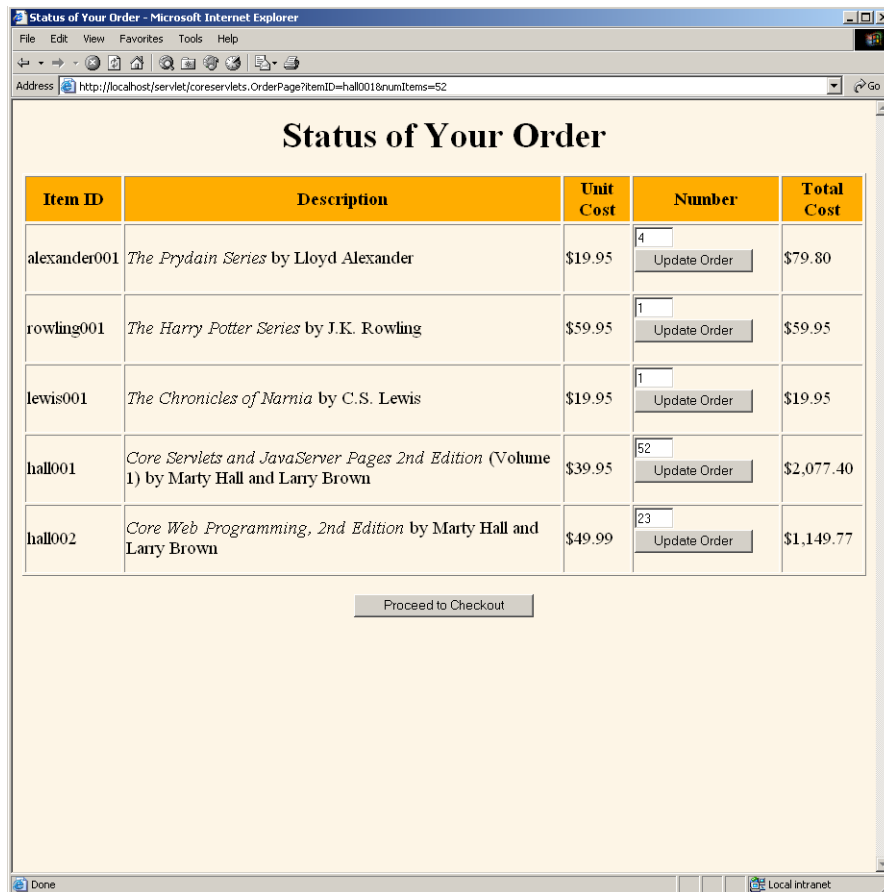 Status of Your Order - Microsoft Internet Explorer
File Edit View Favorites Tools Help
Address http://localhost/servlet/coreservlets.OrderPage?itemID=hall001&numItems=52 Go
Status of Your Order
Item ID Description Unit Cost Number Total Cost
alexander001 The Prydain Series by Lloyd Alexander $19.95 4 Update Order $79.80
rowling001 The Harry Potter Series by J.K. Rowling $59.95 1 Update Order $59.95
lewis001 The Chronicles of Narnia by C.S. Lewis $19.95 1 Update Order $19.95
hall001 Core Servlets and JavaServer Pages 2nd Edition (Volume
1) by Marty Hall and Larry Brown $39.95 52 Update Order $2,077.40
hall002 Core Web Programming, 2nd Edition by Marty Hall and
Larry Brown $49.99 23 Update Order $1,149.77
Proceed to Checkout
Done Local intranet